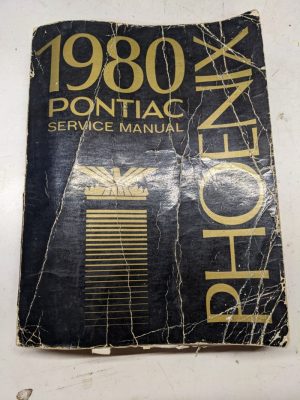 1980
PONTIAC
SERVICE MANUAL
PHOENIX